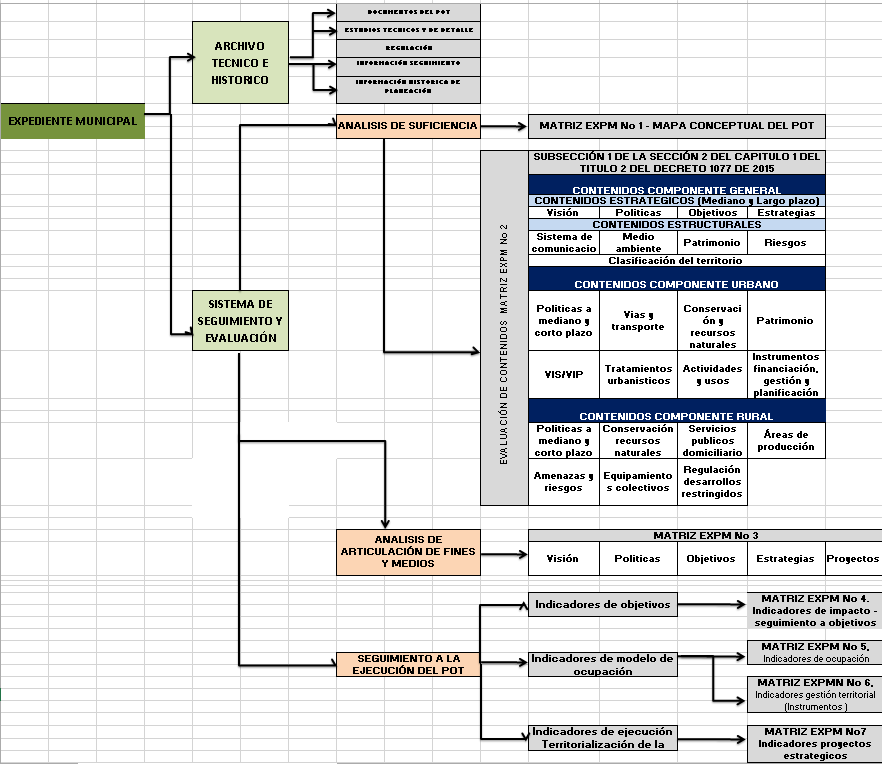 EXPEDIENTE MUNICIPAL
ARCHIVO
TECNICO E
HISTORICO
DOCUMENTOS DEL POT
ESTUDIOS TECNICOS Y DE DETALLE
REGULACIÓN
INFORMACIÓN SEGUIMIENTO
INFORMACIÓN HISTORICA DE
PLANEACIÓN
SISTEMA DE
SEGUIMIENTO Y
EVALUACIÓN
ANALISIS DE SUFICIENCIA
MATRIZ EXPM No 1 - MAPA CONCEPTUAL DEL POT
EVALUACIÓN DE CONTENIDOS MATRIZ EXPM No 2
SUBSECCIÓN 1 DE LA SECCIÓN 2 DEL CAPITULO 1 DEL
TITULO 2 DEL DECRETO 1077 DE 2015
CONTENIDOS COMPONENTE GENERAL
CONTENIDOS ESTRATEGICOS (Mediano y Largo plazo)
Visión Politicas Objetivos Estrategias
CONTENIDOS ESTRUCTURALES
Sistema de
comunicacio
Medio
ambiente
Patrimonio
Riesgos
Clasificación del territorio
CONTENIDOS COMPONENTE URBANO
Politicas a
mediano y
corto plazo
Vias y
transporte
Conservaci
ón y
recursos
naturales
Patrimonio
VIS/VIP
Tratamientos
urbanisticos
Actividades
y usos
Instrumentos
financiación,
gestión y
planificación
CONTENIDOS COMPONENTE RURAL
Politicas a
mediano y
corto plazo
Conservación
recursos
naturales
Servicios
publicos
domiciliario
Áreas de
producción
Amenazas y
riesgos
Equipamiento
s colectivos
Regulación
desarrollos
restringidos
ANALISIS DE
ARTICULACIÓN DE FINES
Y MEDIOS
MATRIZ EXPM No 3
Visión Politicas Objetivos Estrategias Proyectos
SEGUIMIENTO A LA
EJECUCIÓN DEL POT
Indicadores de objetivos
MATRIZ EXPM No 4.
Indicadores de impacto -
seguimiento a objetivos
Indicadores de modelo de
ocupación
MATRIZ EXPM No 5,
Indicadores de ocupación
MATRIZ EXPMN No 6,
Indicadores gestión territorial
(Instrumentos )
Indicadores de ejecución
Territorialización de la
MATRIZ EXPM No7
Indicadores proyectos
estrategicos